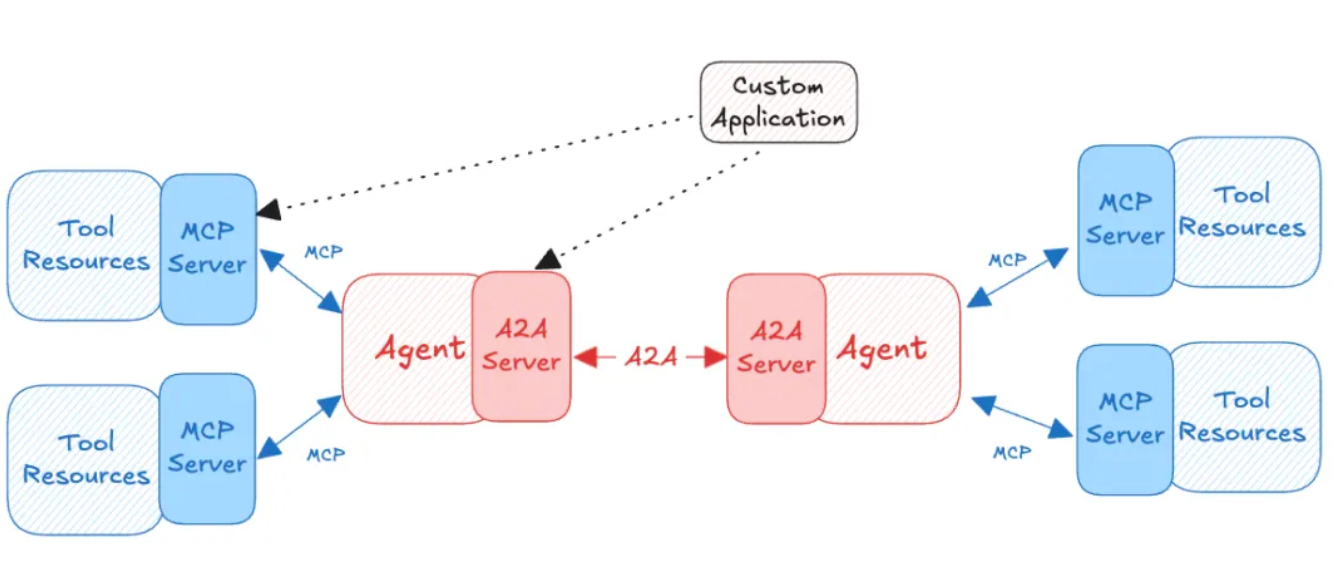 Custom
Application
Tool
Resources
MCP
Server
MCP
Agent
A2A
Server
A2A
A2A
Server
Agent
MCP
MCP
Server
Tool
Resources
Tool
Resources
MCP
Server
MCP
MCP
MCP
Server
Tool
Resources